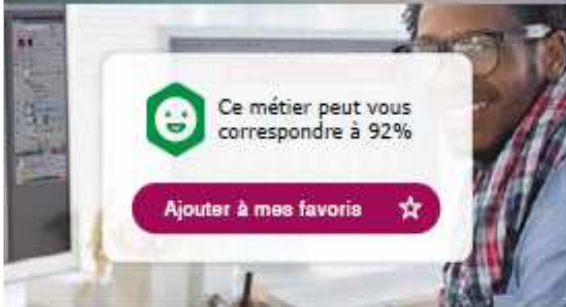 Ce métier peut vous
correspondre à 92%
Ajouter à mes favoris